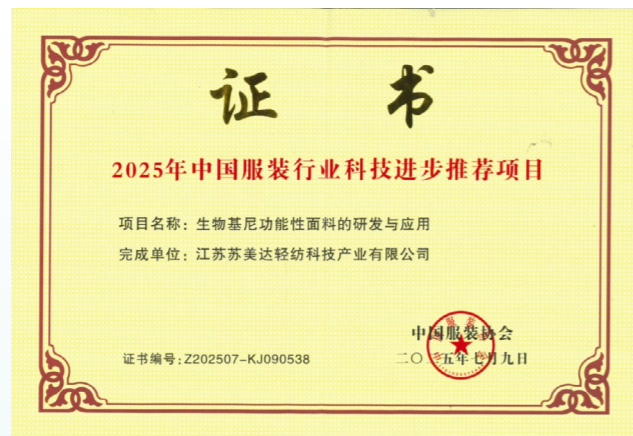 证 书
2025年中国服装行业科技进步推荐项目
项目名称：生物基尼功能性面料的研发与应用
完成单位：江苏苏美达轻纺科技产业有限公司
中国服装协会
证书编号：Z202507-KJ090538
二〇二五年七月九日